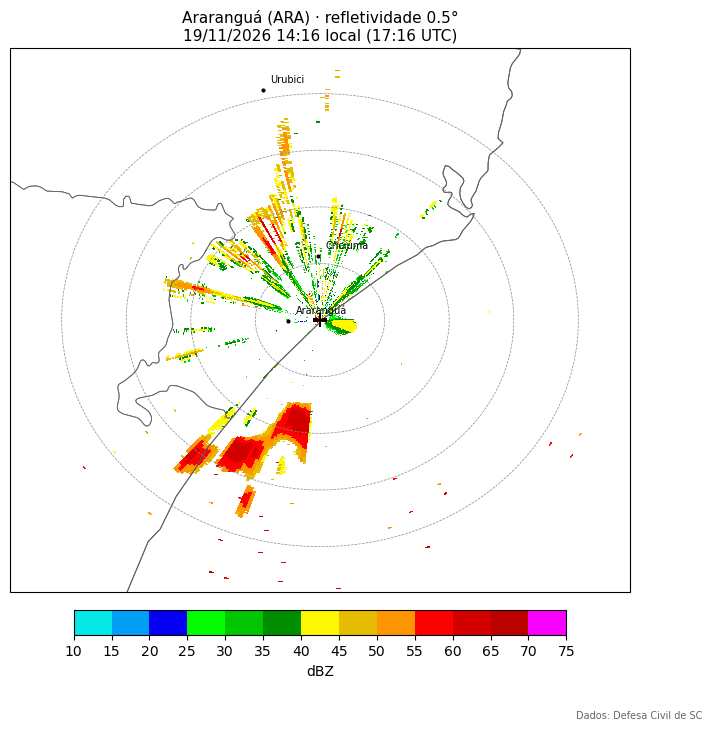 Araranguá (ARA) · refletividade 0.5°
19/11/2026 14:16 local (17:16 UTC)
Urubici
Criciúma
Araranguá
10 15 20 25 30 35 40 45 50 55 60 65 70 75
dBZ
Dados: Defesa Civil de SC